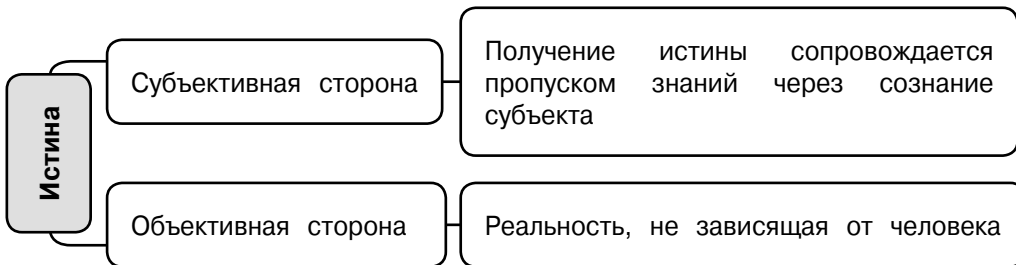 Истина
Субъективная сторона
Получение истины сопровождается
пропуском знаний через сознание
субъекта
Объективная сторона
Реальность, не зависящая от человека